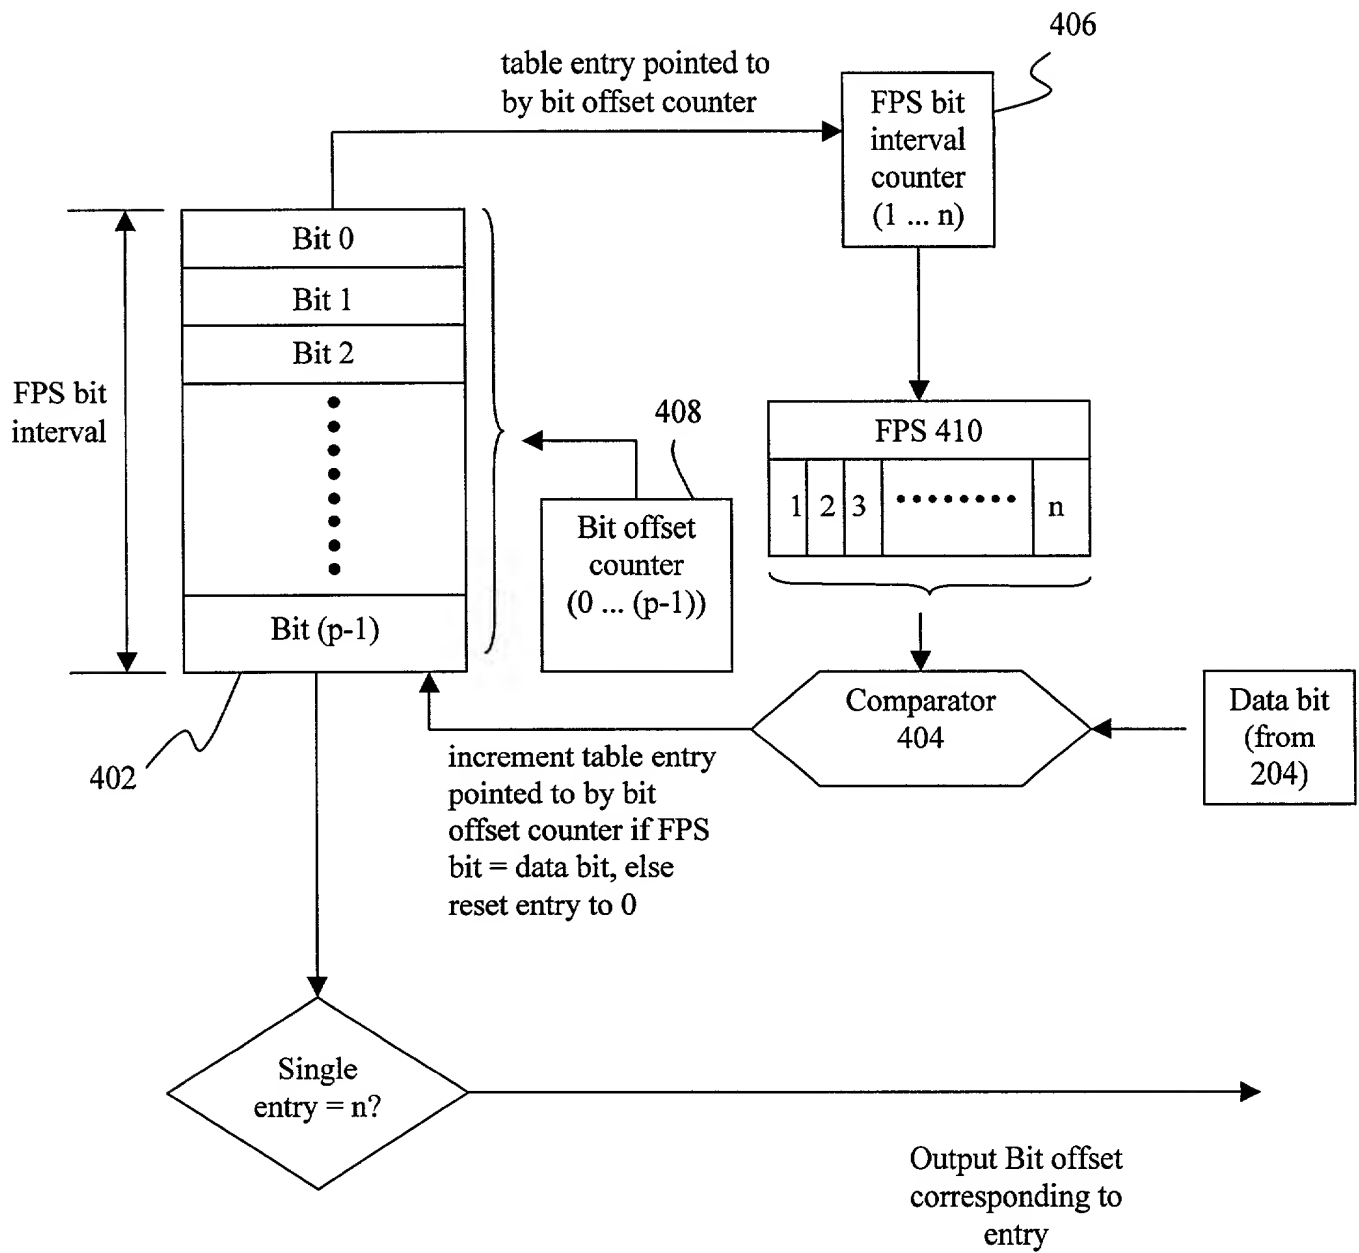 406
table entry pointed to
by bit offset counter
FPS bit
interval
counter
(1 ... n)
Bit 0
Bit 1
Bit 2
FPS bit
interval
408
FPS 410
1 2 3 ........ n
Bit offset
counter
(0 ... (p-1))
Bit (p-1)
Comparator
404
Data bit
(from
204)
402
increment table entry
pointed to by bit
offset counter if FPS
bit = data bit, else
reset entry to 0
Single
entry = n?
Output Bit offset
corresponding to
entry